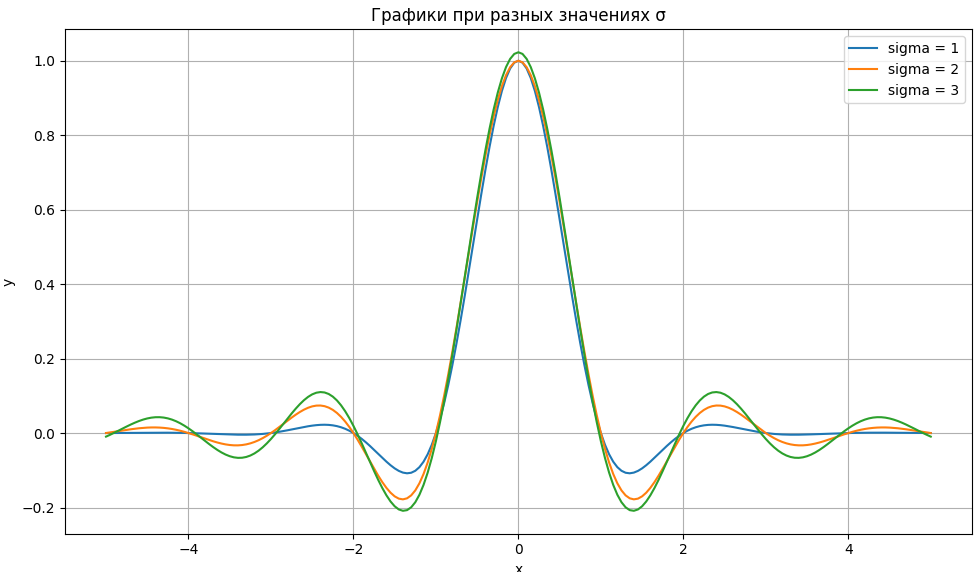 Графики при разных значениях σ
sigma = 1
sigma = 2
sigma = 3
1.0
0.8
0.6
0.4
0.2
0.0
−0.2
y
−4
−2
0
2
4
x